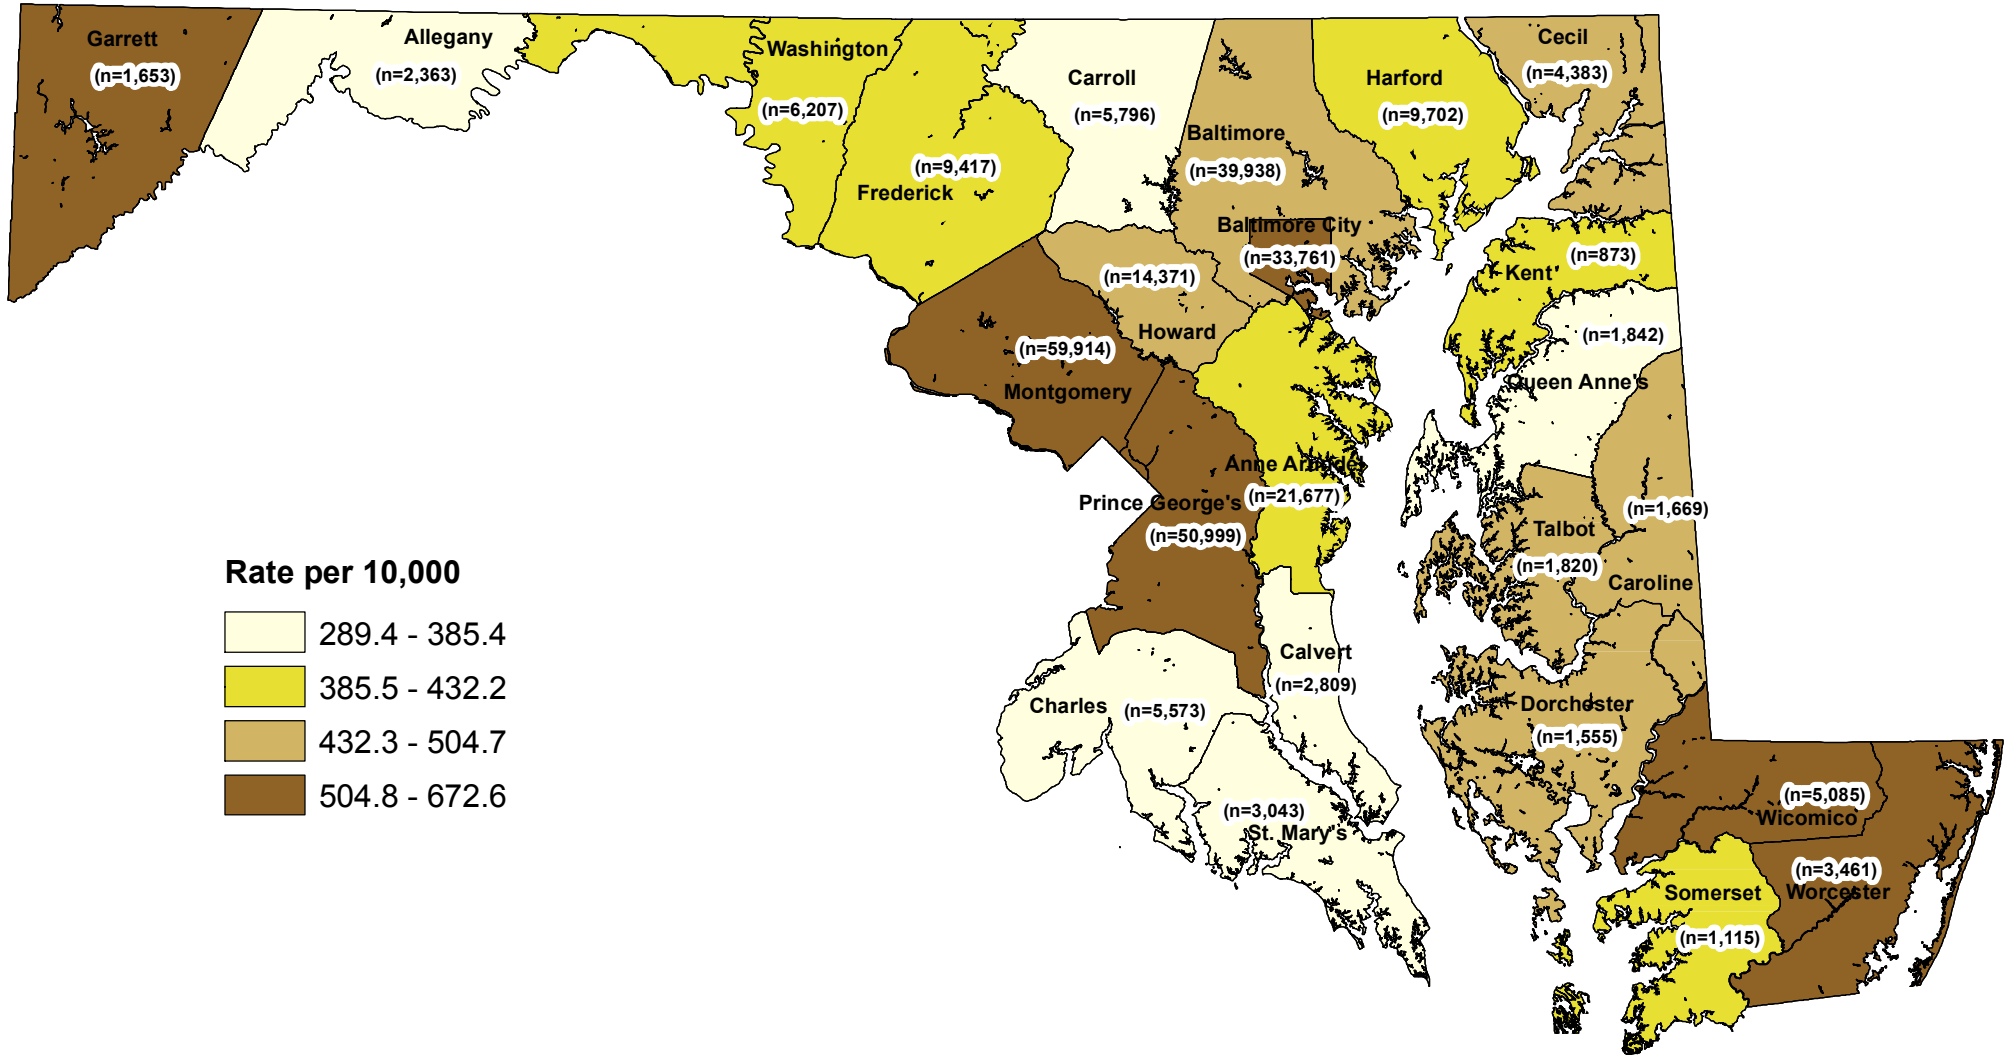 Garrett
(n=1,653)
Allegany
(n=2,363)
Washington
(n=6,207)
Frederick
(n=9,417)
Carroll
(n=5,796)
Baltimore
(n=39,938)
Baltimore City
(n=33,761)
Harford
(n=9,702)
Cecil
(n=4,383)
Kent
(n=873)
(n=1,842)
Queen Anne's
(n=14,371)
Howard
(n=59,914)
Montgomery
Anne Arundel
(n=21,677)
Prince George's
(n=50,999)
Talbot
(n=1,820)
(n=1,669)
Caroline
Calvert
(n=2,809)
Charles
(n=5,573)
(n=3,043)
St. Mary's
Dorchester
(n=1,555)
(n=5,085)
Wicomico
(n=3,461)
Worcester
Somerset
(n=1,115)
Rate per 10,000
289.4 - 385.4
385.5 - 432.2
432.3 - 504.7
504.8 - 672.6